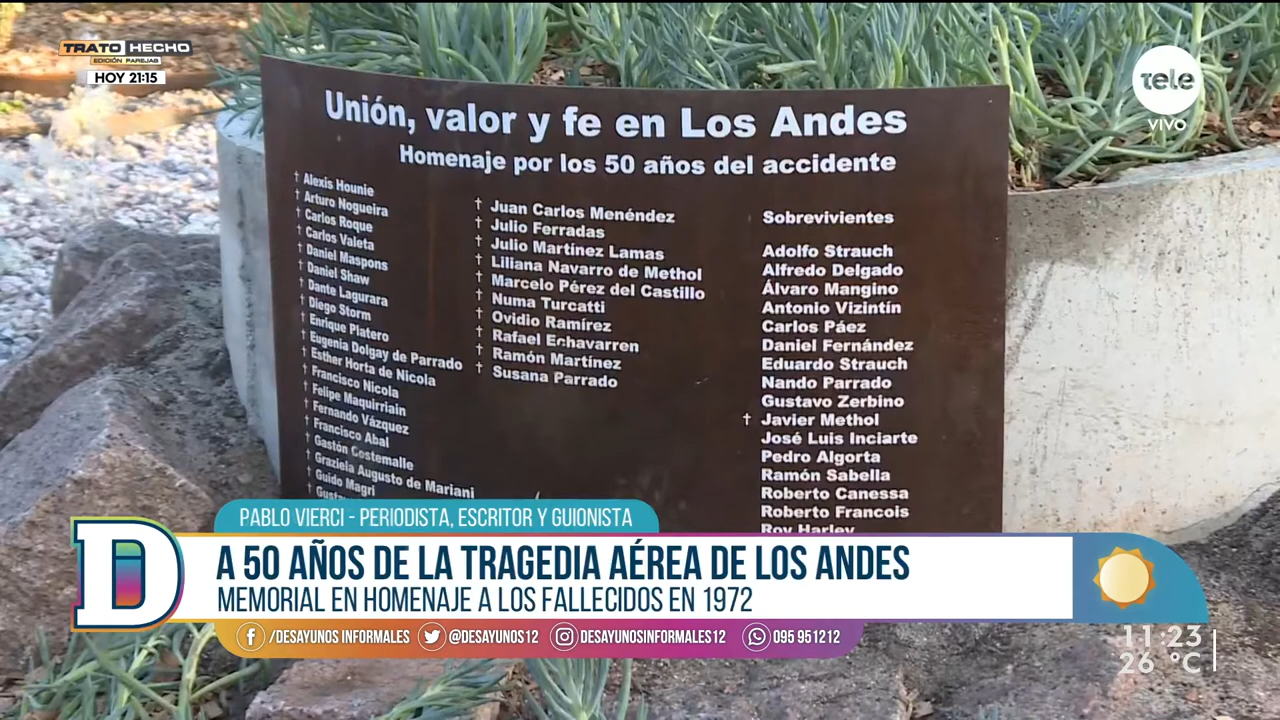 TRATO HECHO
EDICIÓN PAREJAS
HOY 21:15
tele
VIVO
Unión, valor y fe en Los Andes
Homenaje por los 50 años del accidente
† Alexis Hounie
† Arturo Nogueira
† Carlos Roque
† Carlos Valeta
† Daniel Maspons
† Daniel Shaw
† Dante Lagurara
† Diego Storm
† Enrique Platero
† Eugenia Dolgay de Parrado
† Esther Horta de Nicola
† Francisco Nicola
† Felipe Maquirriain
† Fernando Vázquez
† Francisco Abal
† Gastón Costemalle
† Graziela Augusto de Mariani
† Guido Magri
† Juan Carlos Menéndez
† Julio Ferradas
† Julio Martínez Lamas
† Liliana Navarro de Methol
† Marcelo Pérez del Castillo
† Numa Turcatti
† Ovidio Ramírez
† Rafael Echavarren
† Ramón Martínez
† Susana Parrado
Sobrevivientes
Adolfo Strauch
Alfredo Delgado
Álvaro Mangino
Antonio Vizintín
Carlos Páez
Daniel Fernández
Eduardo Strauch
Nando Parrado
Gustavo Zerbino
† Javier Methol
José Luis Inciarte
Pedro Algorta
Ramón Sabella
Roberto Canessa
Roberto Francois
Roy Harley
PABLO VIERCI - PERIODISTA, ESCRITOR Y GUIONISTA
D
A 50 AÑOS DE LA TRAGEDIA AÉREA DE LOS ANDES
MEMORIAL EN HOMENAJE A LOS FALLECIDOS EN 1972
/DESAYUNOS INFORMALES @DESAYUNOS12 DESAYUNOSINFORMALES12 095 951212
11:23
26 °C